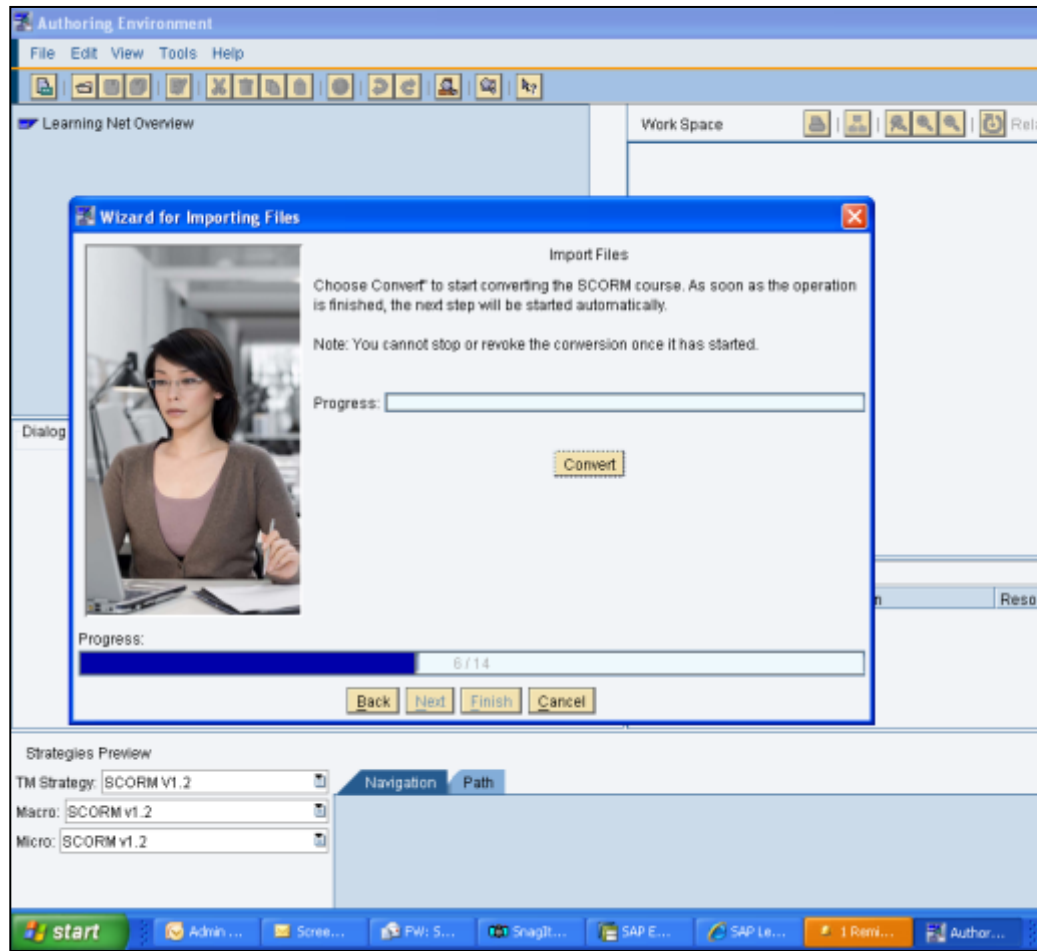 Authoring Environment
File Edit View Tools Help
Learning Net Overview
Work Space
Rel
Wizard for Importing Files
Import Files
Choose Convert" to start converting the SCORM course. As soon as the operation
is finished, the next step will be started automatically.
Note: You cannot stop or revoke the conversion once it has started.
Progress:
Dialog
Convert
n Reso
Progress:
6 / 14
Back Next Finish Cancel
Strategies Preview
TM Strategy: SCORM V1.2
Navigation Path
Macro: SCORM v1.2
Micro: SCORM v1.2
start Admin ... Scree... FW: S... SnagIt... SAP E... SAP Le... 1 Remi... Author...